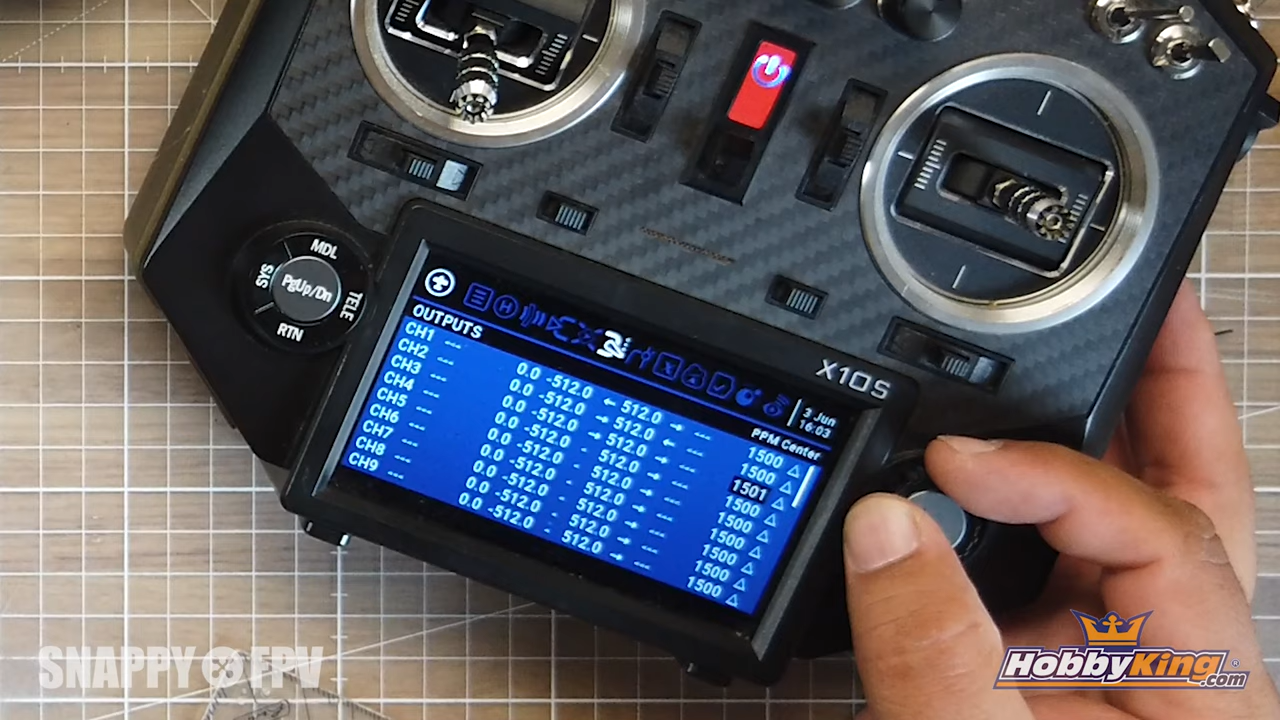 MDL
SYS
PgUp/Dn
TELE
RTN
X10S
3 Jun
16:03
OUTPUTS
PPM Center
CH1 --- 0.0 -512.0 ← 512.0 → --- 1500 Δ
CH2 0.0 -512.0 → 512.0 ← --- 1500 Δ
CH3 --- 0.0 -512.0 → 512.0 → --- 1501 Δ
CH4 --- 0.0 -512.0 - 512.0 → --- 1500 Δ
CH5 --- 0.0 -512.0 - 512.0 → --- 1500 Δ
CH6 --- 0.0 -512.0 - 512.0 → --- 1500 Δ
CH7 --- 0.0 -512.0 - 512.0 → --- 1500 Δ
CH8 --- 0.0 -512.0 - 512.0 → --- 1500 Δ
CH9 ---
SNAPPY FPV
HobbyKing
.com